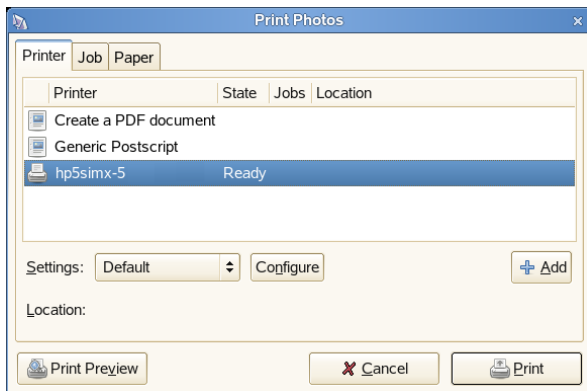 Print Photos
Printer Job Paper
Printer State Jobs Location
Create a PDF document
Generic Postscript
hp5simx-5 Ready
Settings: Default Configure Add
Location:
Print Preview Cancel Print